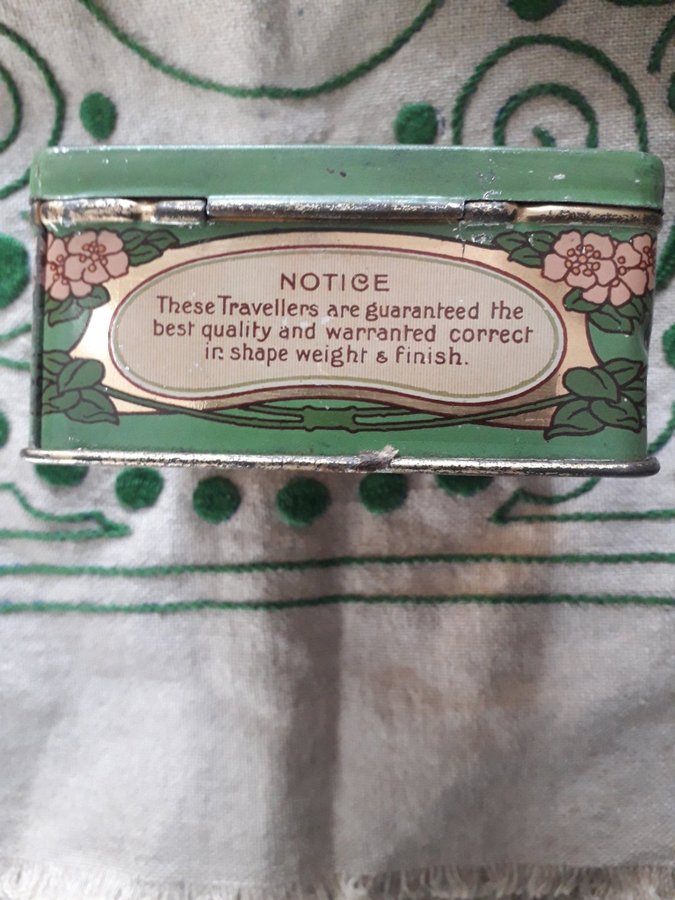 NOTICE
These Travellers are guaranteed the
best quality and warranted correct
in shape weight & finish.